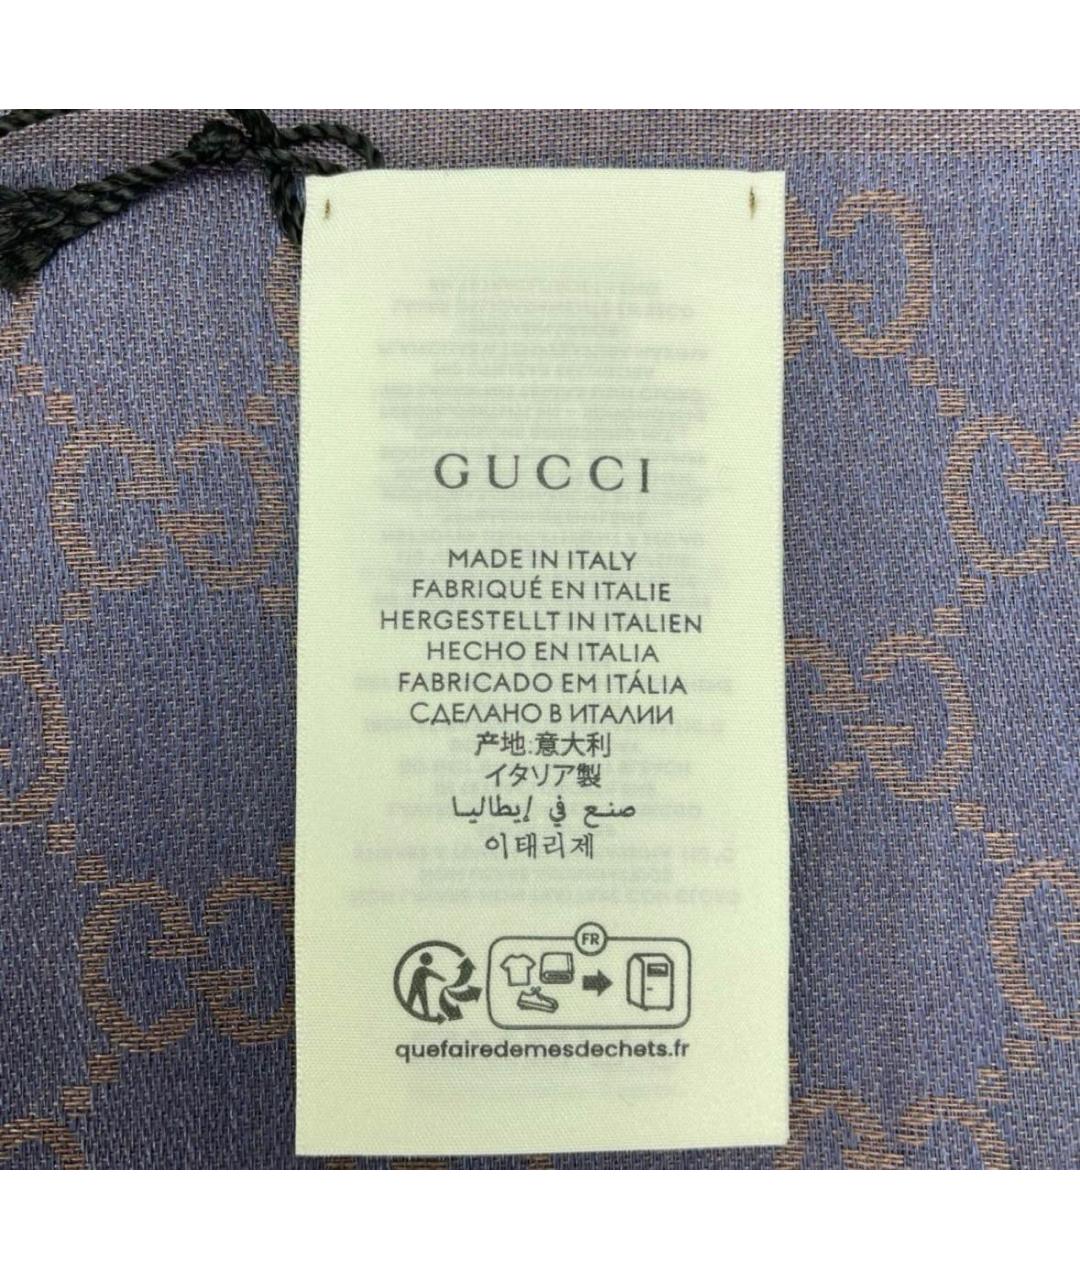 GUCCI
MADE IN ITALY
FABRIQUÉ EN ITALIE
HERGESTELLT IN ITALIEN
HECHO EN ITALIA
FABRICADO EM ITÁLIA
СДЕЛАНО В ИТАЛИИ
产地:意大利
イタリア製
صنع في إيطاليا
이태리제
FR
quefairedemesdechets.fr